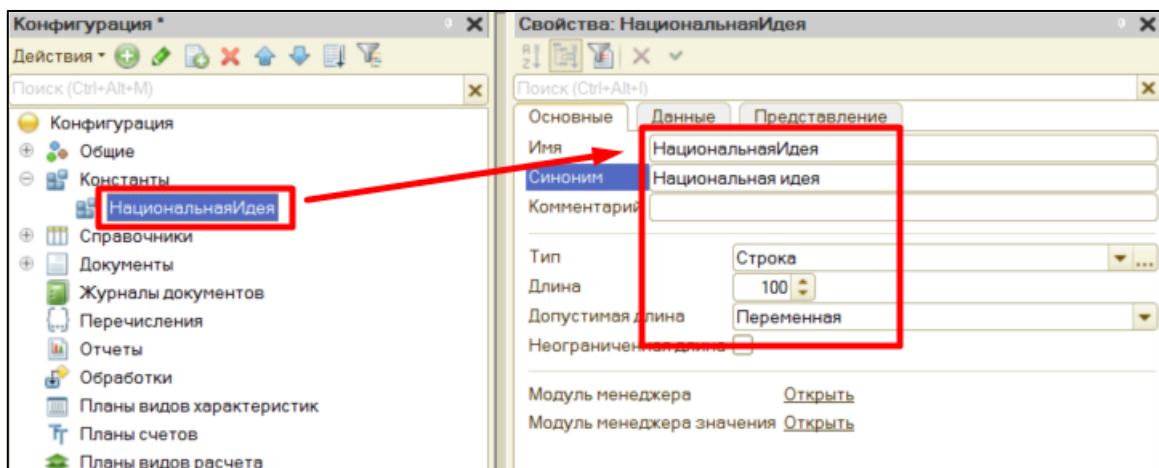 Конфигурация *
Действия
Поиск (Ctrl+Alt+M)
Конфигурация
Общие
Константы
НациональнаяИдея
Справочники
Документы
Журналы документов
Перечисления
Отчеты
Обработки
Планы видов характеристик
Планы счетов
Планы видов расчета
Свойства: НациональнаяИдея
Поиск (Ctrl+Alt+I)
Основные Данные Представление
Имя НациональнаяИдея
Синоним Национальная идея
Комментарий
Тип Строка
Длина 100
Допустимая длина Переменная
Неограниченная длина
Модуль менеджера Открыть
Модуль менеджера значения Открыть